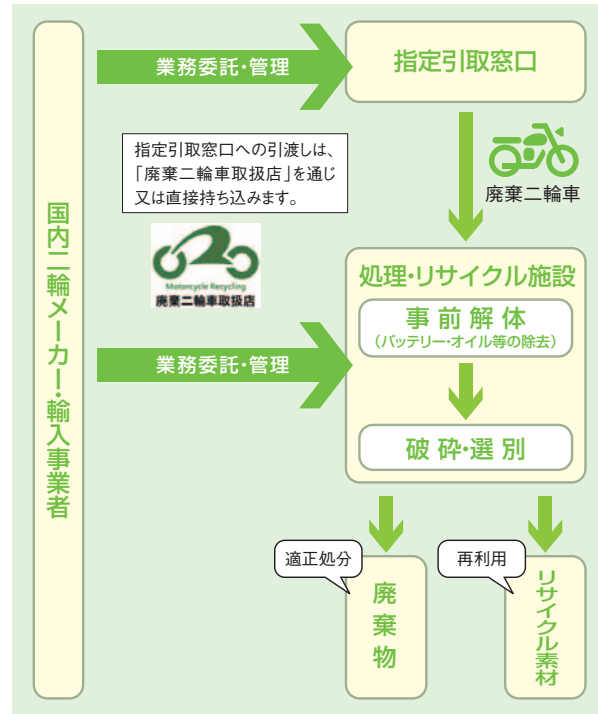 国内二輪メーカー・輸入事業者
業務委託・管理
指定引取窓口
指定引取窓口への引渡しは、
「廃棄二輪車取扱店」を通じ
又は直接持ち込みます。
廃棄二輪車
Motorcycle Recycling
廃棄二輪車取扱店
処理・リサイクル施設
事前解体
(バッテリー・オイル等の除去)
業務委託・管理
破砕・選別
適正処分
廃棄物
再利用
リサイクル素材